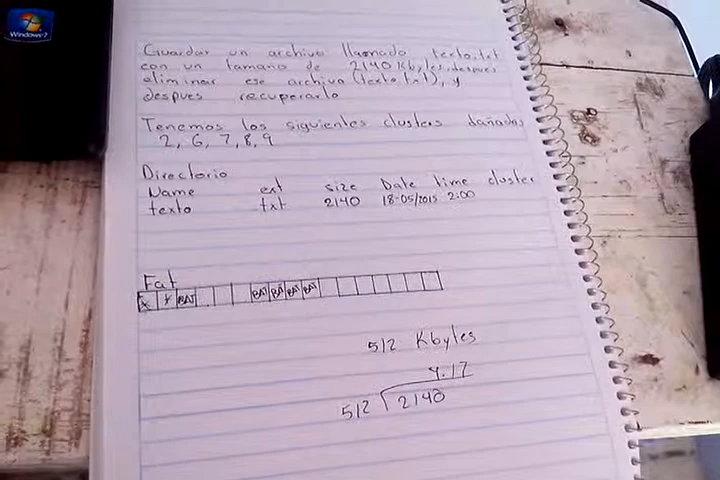 Windows 7
Guardar un archivo llamado texto.txt
con un tamaño de 2140 Kbytes, despues
eliminar ese archivo (texto.txt), y
despues recuperarlo
Tenemos los siguientes clusters dañados
2, 6, 7, 8, 9
Directorio
Name ext size Date time cluster
texto txt 2140 18-05/2015 2:00
Fat
X X BAT BAT BAT BAT BAT
512 Kbytes
4.17
512 2140